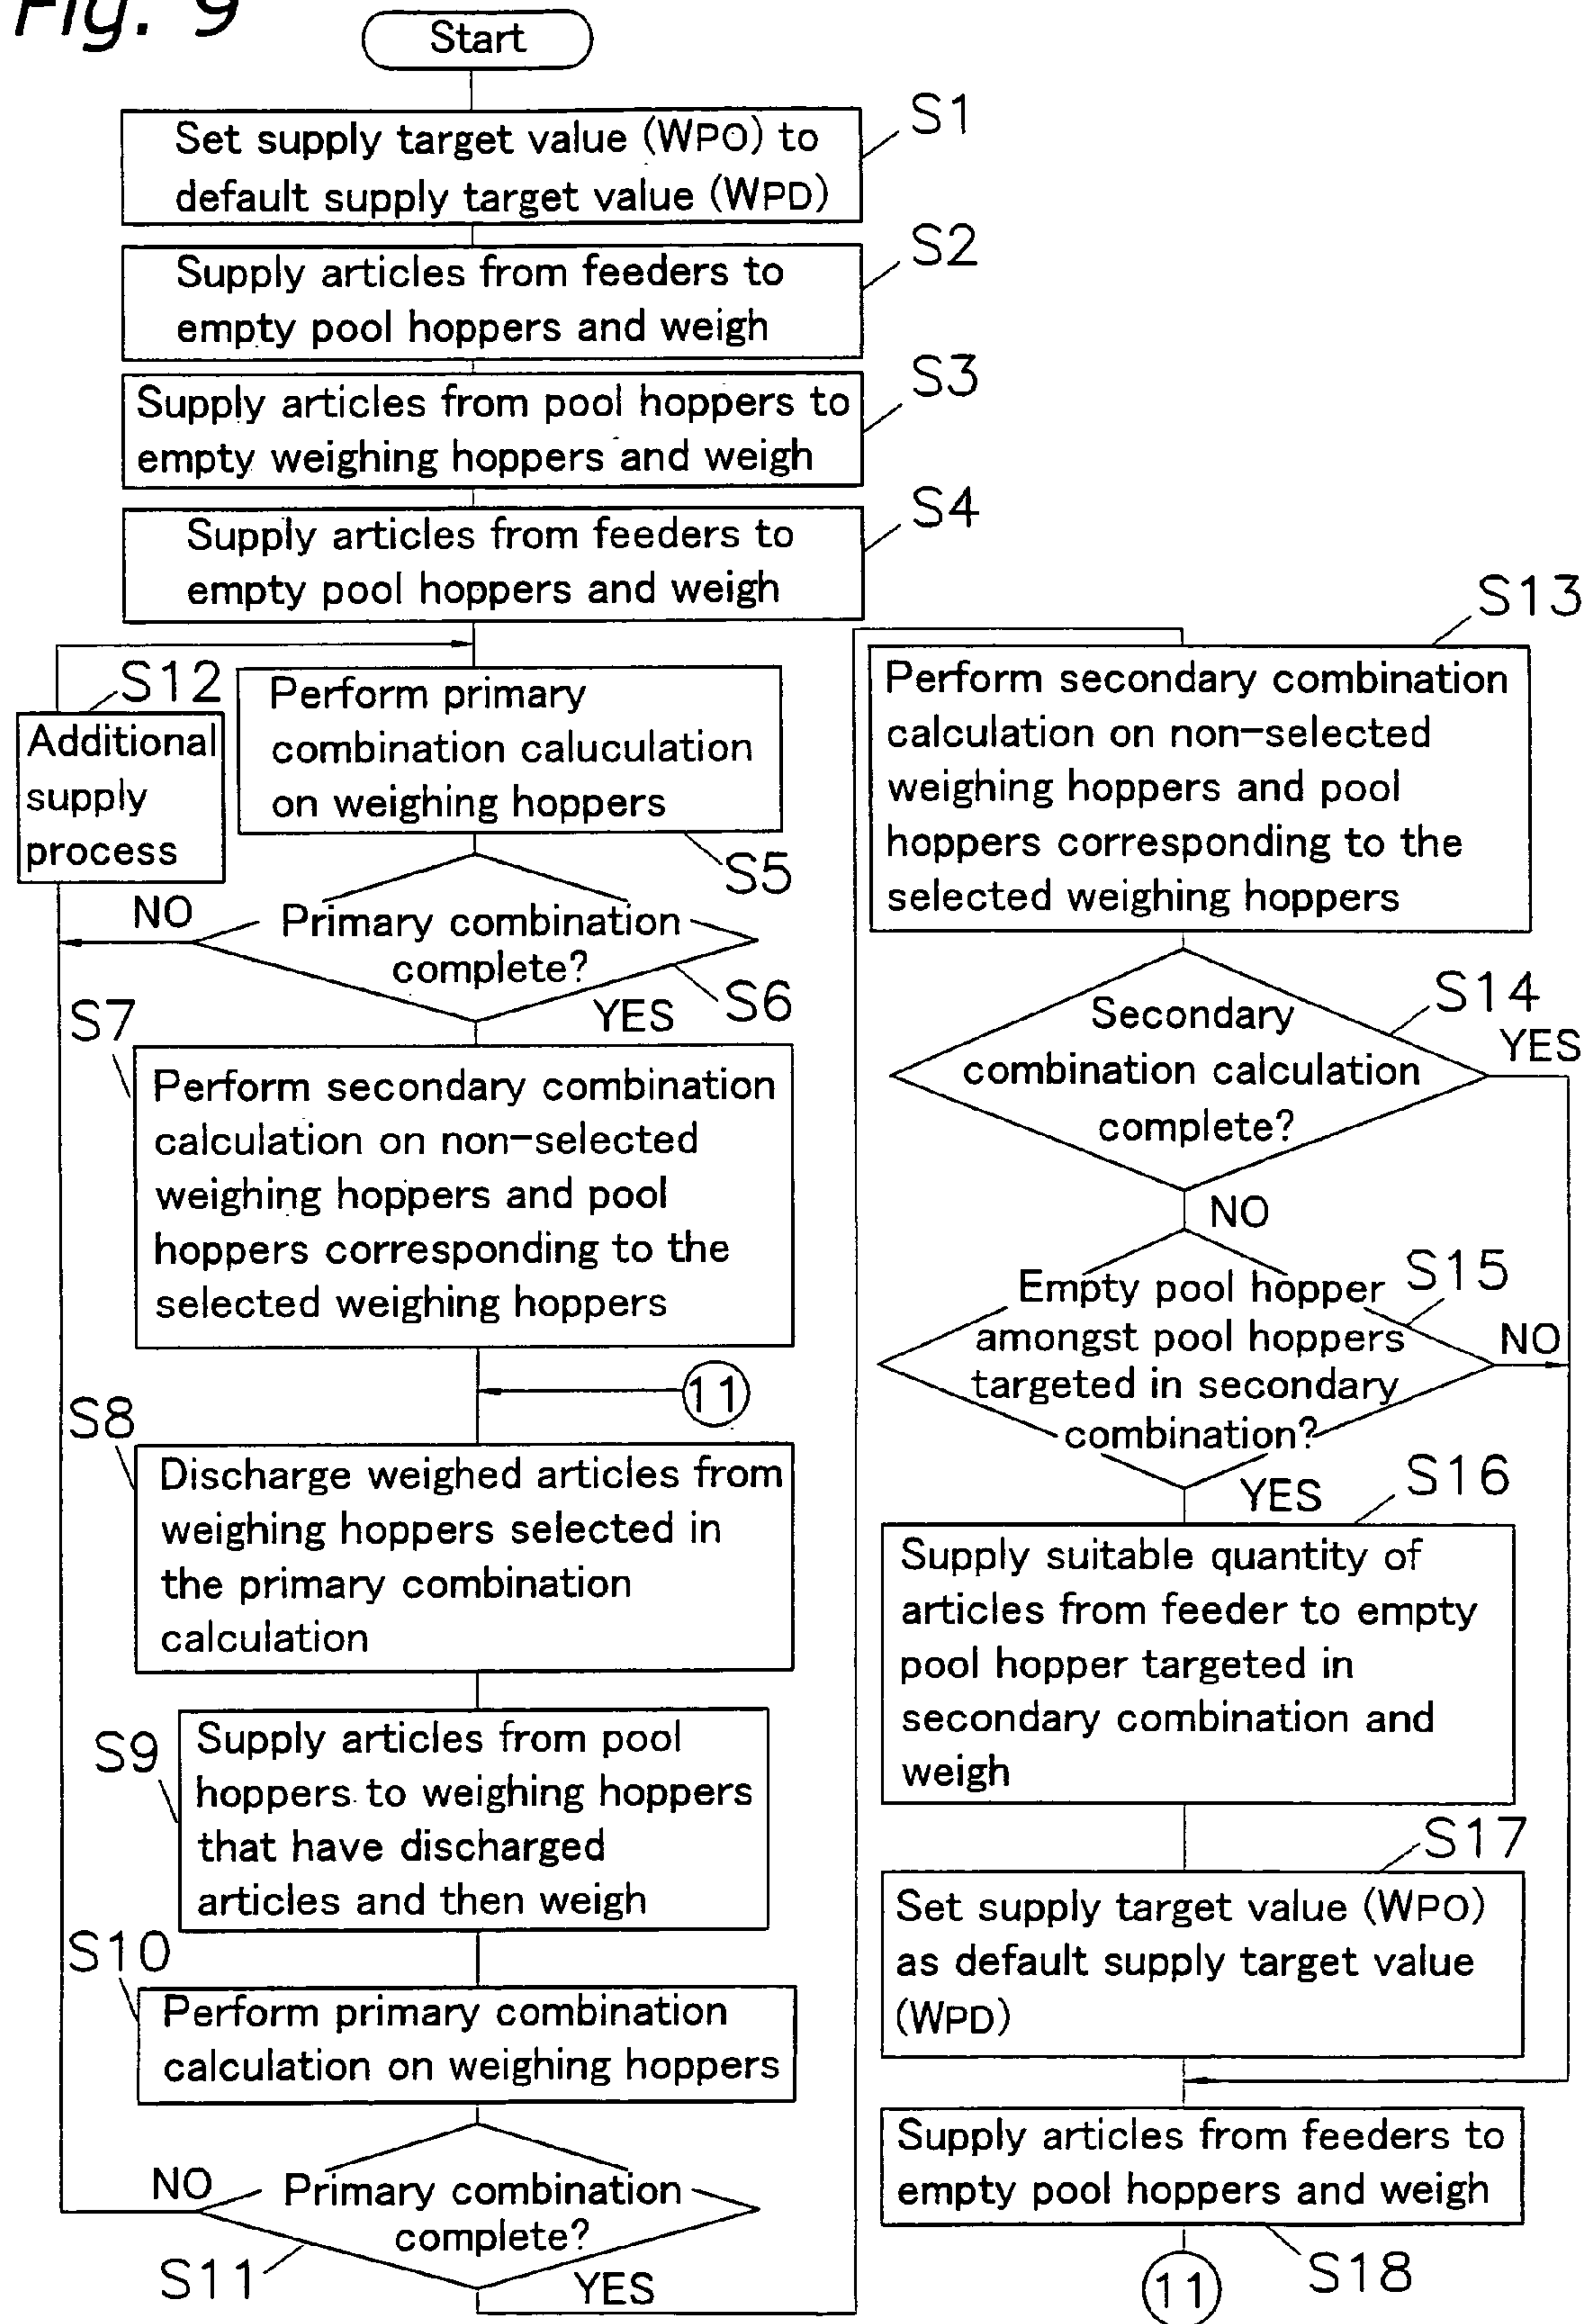 Fig. 9
Start
S1
Set supply target value (WPO) to
default supply target value (WPD)
S2
Supply articles from feeders to
empty pool hoppers and weigh
S3
Supply articles from pool hoppers to
empty weighing hoppers and weigh
S4
Supply articles from feeders to
empty pool hoppers and weigh
S12
Additional
supply
process
Perform primary
combination caluculation
on weighing hoppers
S5
NO
Primary combination
complete?
S6
YES
S7
Perform secondary combination
calculation on non-selected
weighing hoppers and pool
hoppers corresponding to the
selected weighing hoppers
11
S8
Discharge weighed articles from
weighing hoppers selected in
the primary combination
calculation
S9
Supply articles from pool
hoppers to weighing hoppers
that have discharged
articles and then weigh
S10
Perform primary combination
calculation on weighing hoppers
NO
Primary combination
complete?
S11
YES
S13
Perform secondary combination
calculation on non-selected
weighing hoppers and pool
hoppers corresponding to the
selected weighing hoppers
S14
YES
Secondary
combination calculation
complete?
NO
S15
Empty pool hopper
amongst pool hoppers
targeted in secondary
combination?
NO
YES
S16
Supply suitable quantity of
articles from feeder to empty
pool hopper targeted in
secondary combination and
weigh
S17
Set supply target value (WPO)
as default supply target value
(WPD)
Supply articles from feeders to
empty pool hoppers and weigh
S18
11